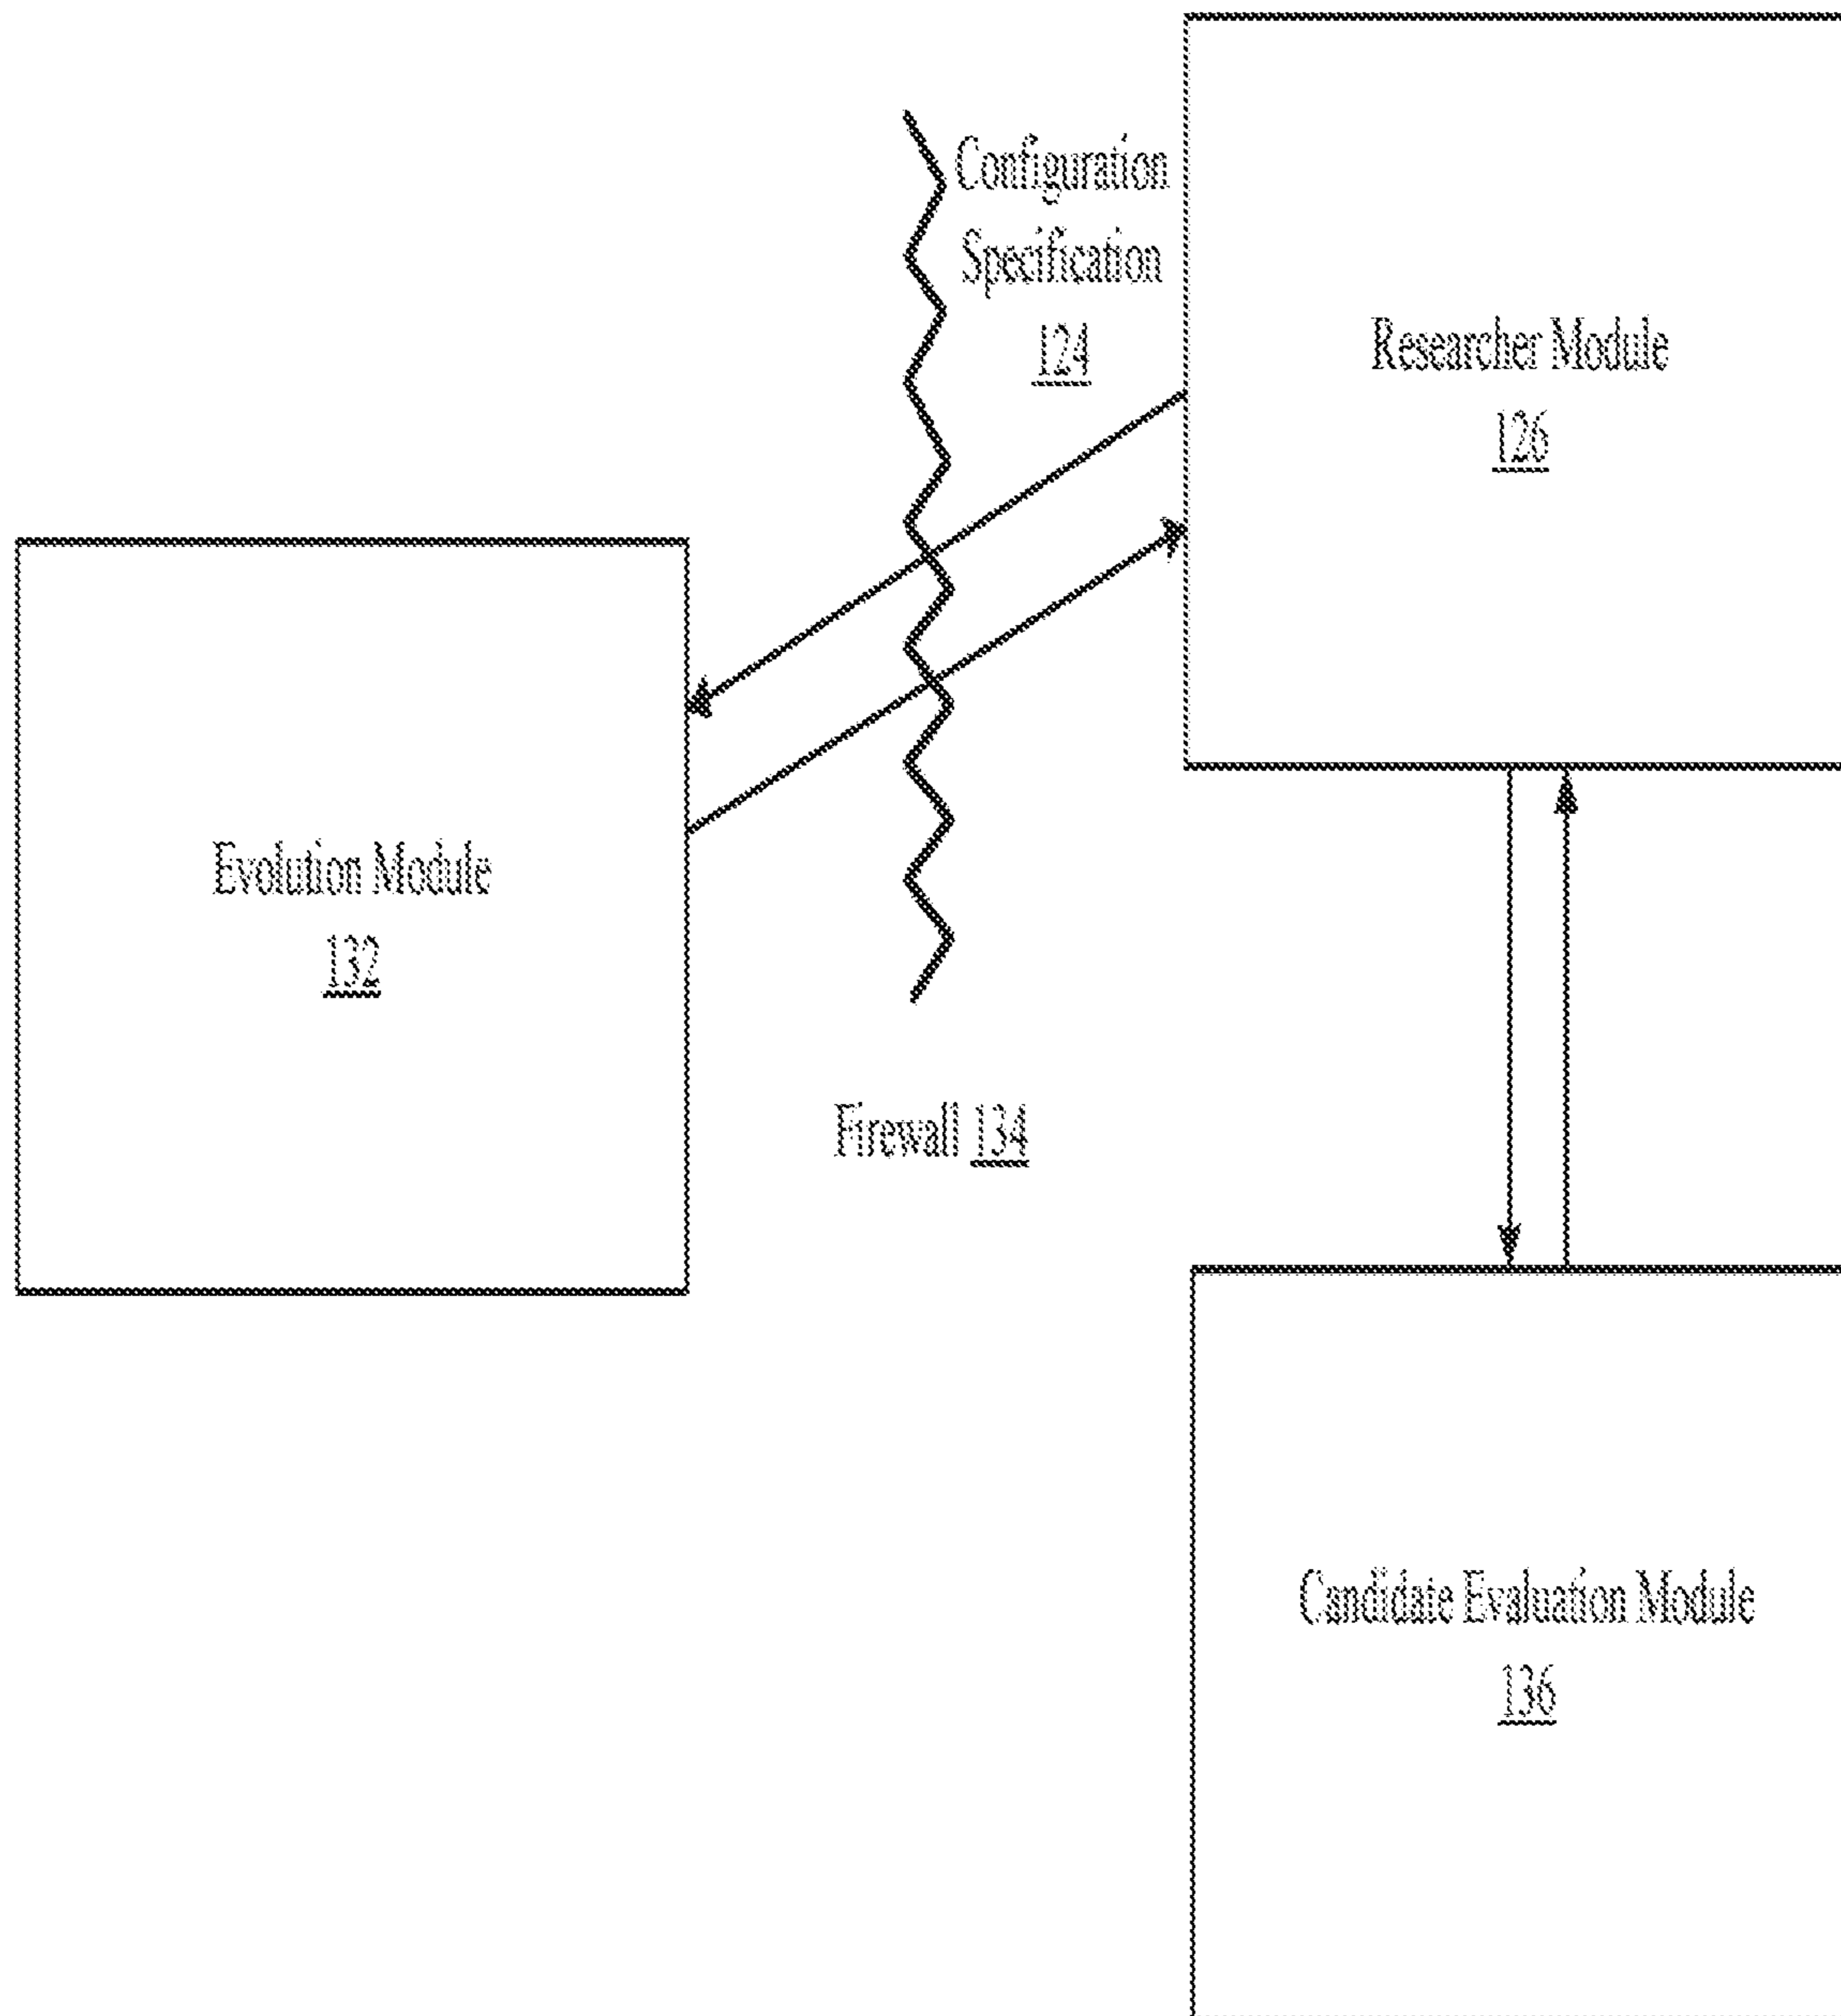 Configuration
Specification
124
Researcher Module
126
Evolution Module
132
Firewall 134
Candidate Evaluation Module
136